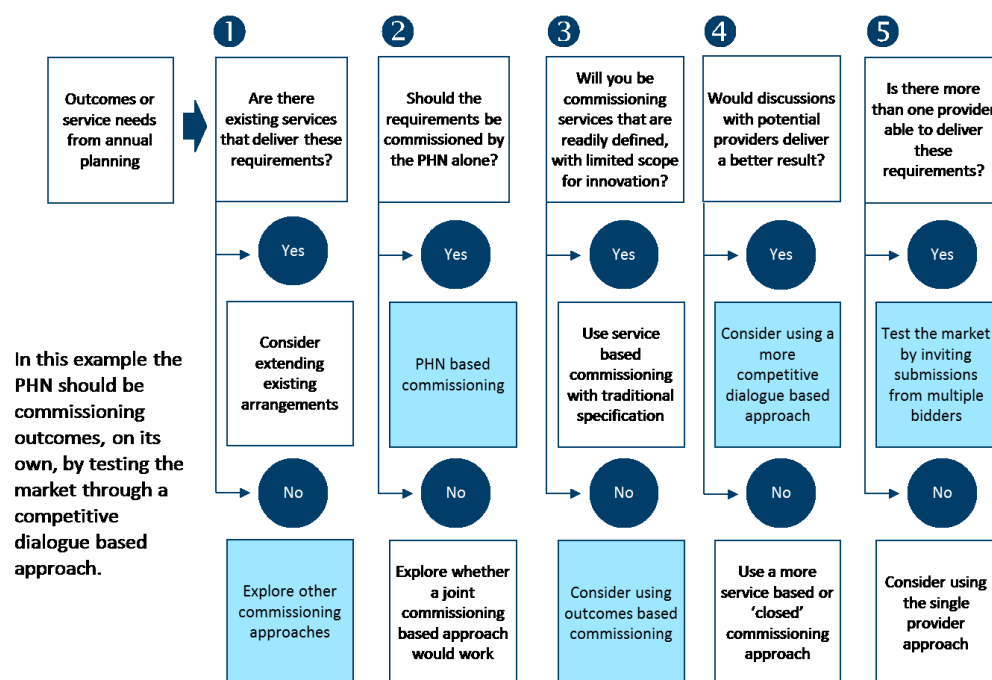 1
2
3
4
5
Outcomes or
service needs
from annual
planning
Are there
existing services
that deliver these
requirements?
Should the
requirements be
commissioned by
the PHN alone?
Will you be
commissioning
services that are
readily defined,
with limited scope
for innovation?
Would discussions
with potential
providers deliver
a better result?
Is there more
than one provider
able to deliver
these
requirements?
Yes
Yes
Yes
Yes
Yes
Consider
extending
existing
arrangements
PHN based
commissioning
Use service
based
commissioning
with traditional
specification
Consider using a
more
competitive
dialogue based
approach
Test the market
by inviting
submissions
from multiple
bidders
In this example the
PHN should be
commissioning
outcomes, on its
own, by testing the
market through a
competitive
dialogue based
approach.
No
No
No
No
No
Explore other
commissioning
approaches
Explore whether
a joint
commissioning
based approach
would work
Consider using
outcomes based
commissioning
Use a more
service based or
‘closed’
commissioning
approach
Consider using
the single
provider
approach